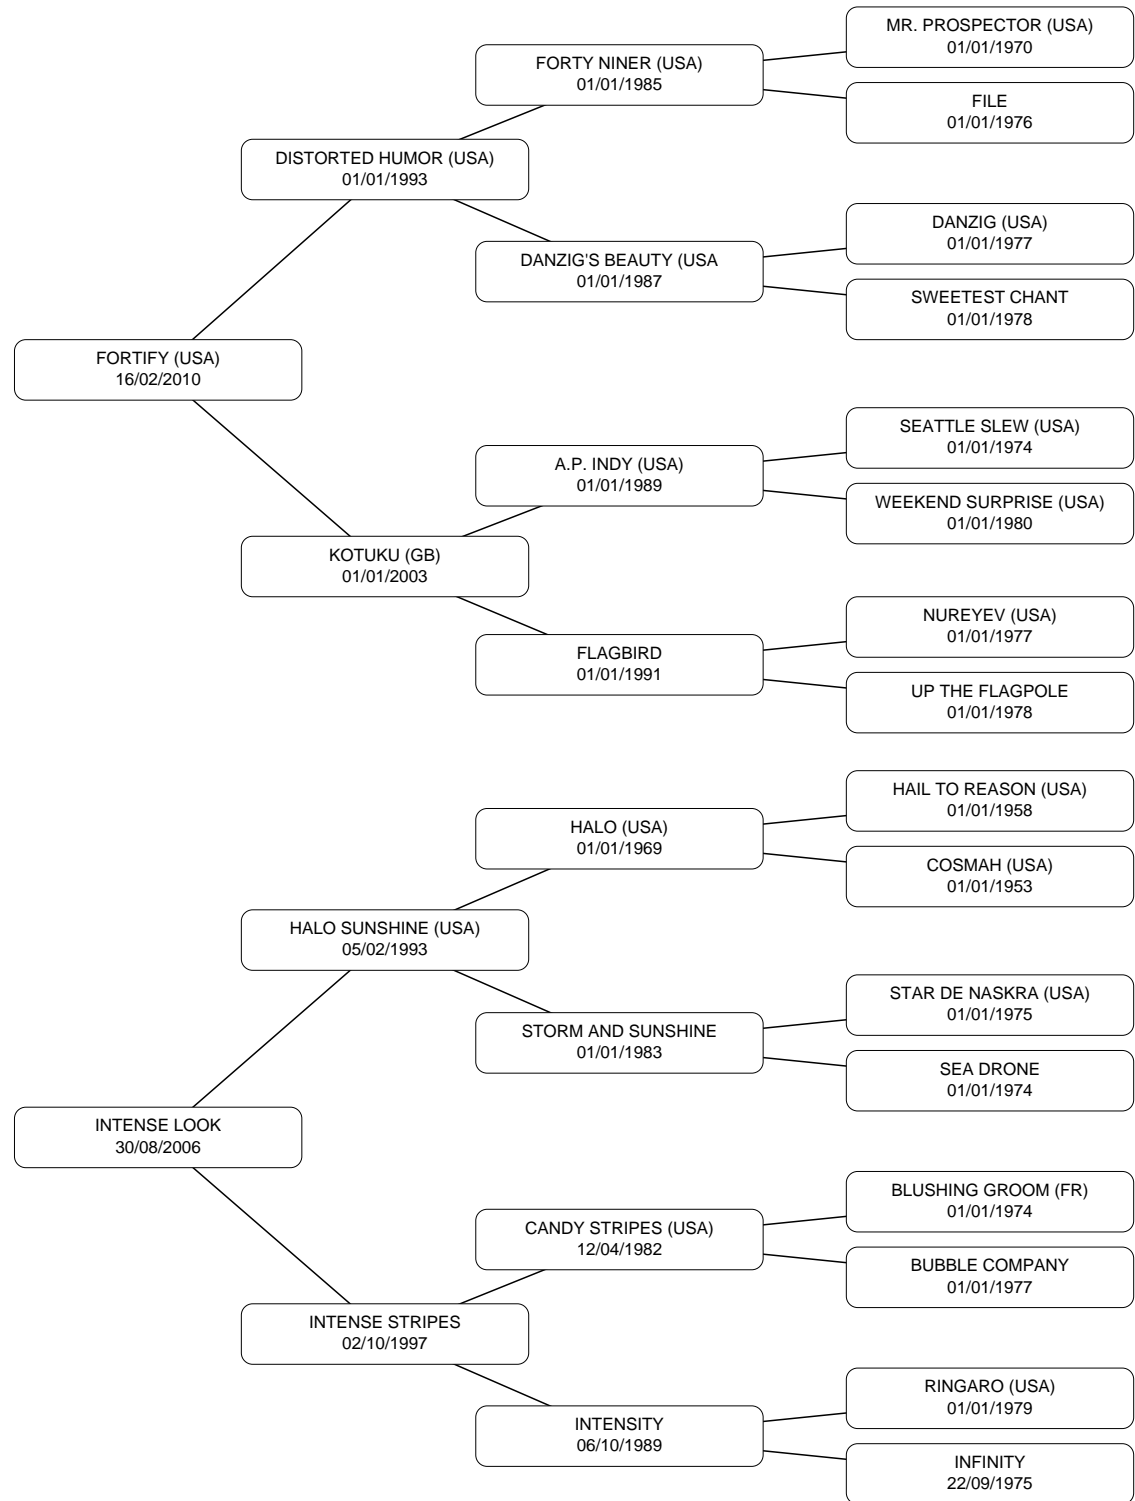 MR. PROSPECTOR (USA)
01/01/1970
FORTY NINER (USA)
01/01/1985
FILE
01/01/1976
DISTORTED HUMOR (USA)
01/01/1993
DANZIG (USA)
01/01/1977
DANZIG'S BEAUTY (USA
01/01/1987
SWEETEST CHANT
01/01/1978
FORTIFY (USA)
16/02/2010
SEATTLE SLEW (USA)
01/01/1974
A.P. INDY (USA)
01/01/1989
WEEKEND SURPRISE (USA)
01/01/1980
KOTUKU (GB)
01/01/2003
NUREYEV (USA)
01/01/1977
FLAGBIRD
01/01/1991
UP THE FLAGPOLE
01/01/1978
HAIL TO REASON (USA)
01/01/1958
HALO (USA)
01/01/1969
COSMAH (USA)
01/01/1953
HALO SUNSHINE (USA)
05/02/1993
STAR DE NASKRA (USA)
01/01/1975
STORM AND SUNSHINE
01/01/1983
SEA DRONE
01/01/1974
INTENSE LOOK
30/08/2006
BLUSHING GROOM (FR)
01/01/1974
CANDY STRIPES (USA)
12/04/1982
BUBBLE COMPANY
01/01/1977
INTENSE STRIPES
02/10/1997
RINGARO (USA)
01/01/1979
INTENSITY
06/10/1989
INFINITY
22/09/1975